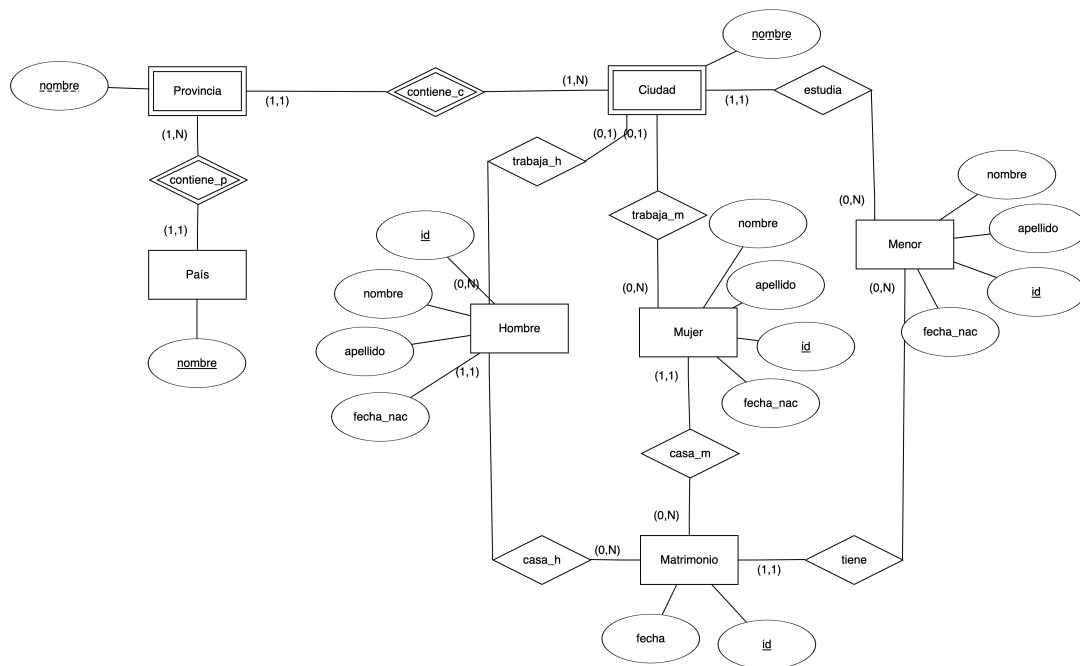 nombre
nombre
Provincia
contiene_c
Ciudad
estudia
(1,1)
(1,N)
(1,1)
(1,N)
(0,1)
(0,1)
trabaja_h
contiene_p
nombre
(0,N)
trabaja_m
nombre
apellido
(1,1)
id
Menor
País
apellido
(0,N)
(0,N)
(0,N)
id
nombre
Hombre
Mujer
fecha_nac
id
apellido
nombre
(1,1)
(1,1)
fecha_nac
fecha_nac
casa_m
(0,N)
casa_h
(0,N)
Matrimonio
(1,1)
tiene
fecha
id